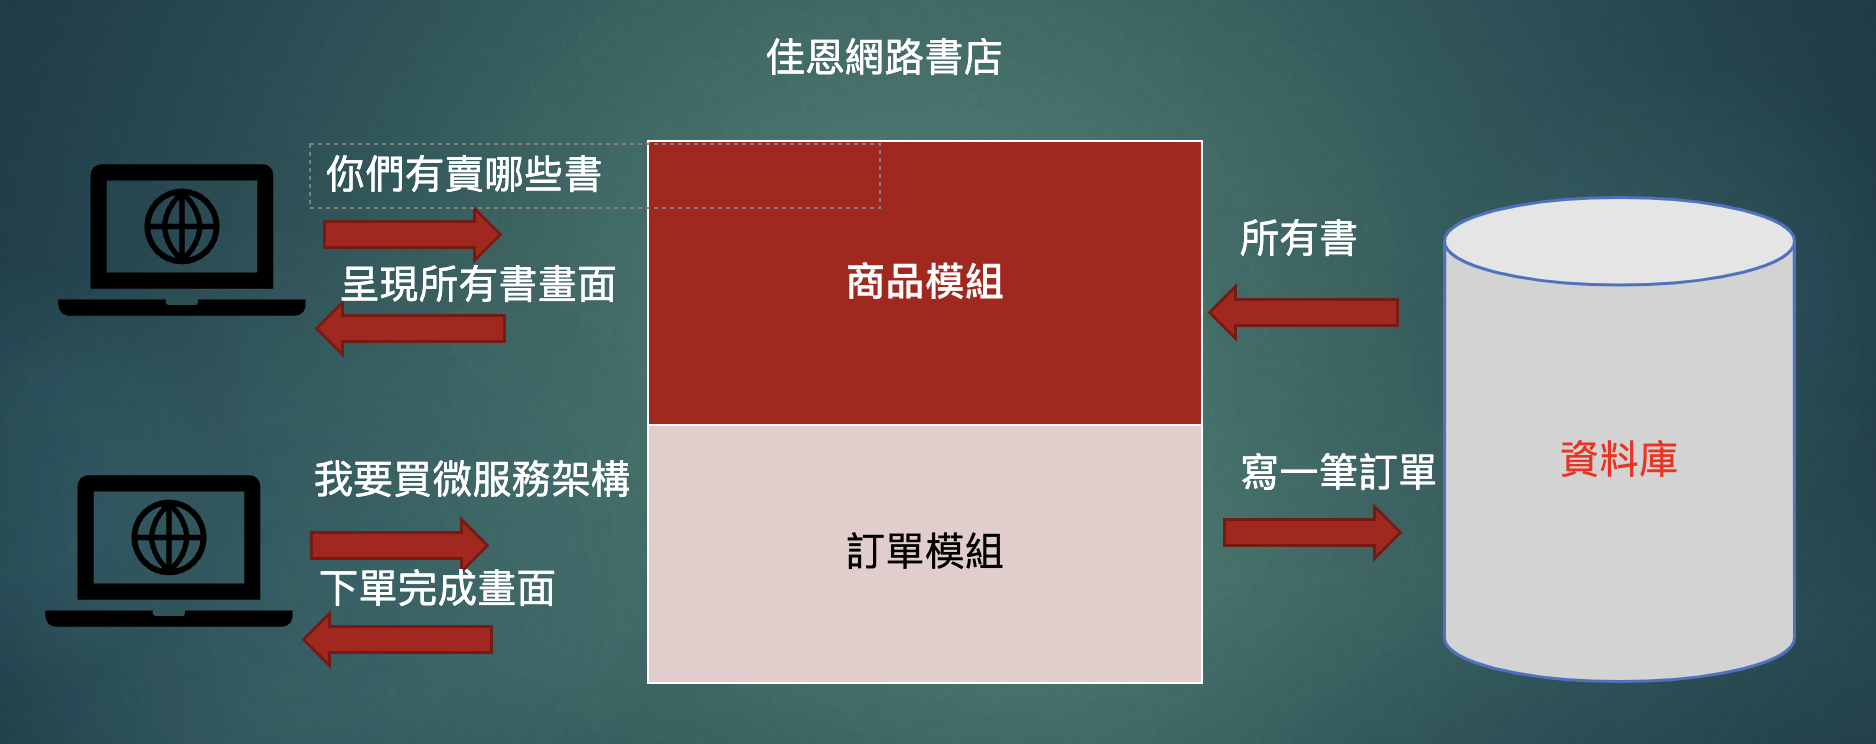 佳恩網路書店
你們有賣哪些書
呈現所有書畫面
商品模組
所有書
我要買微服務架構
下單完成畫面
訂單模組
寫一筆訂單
資料庫